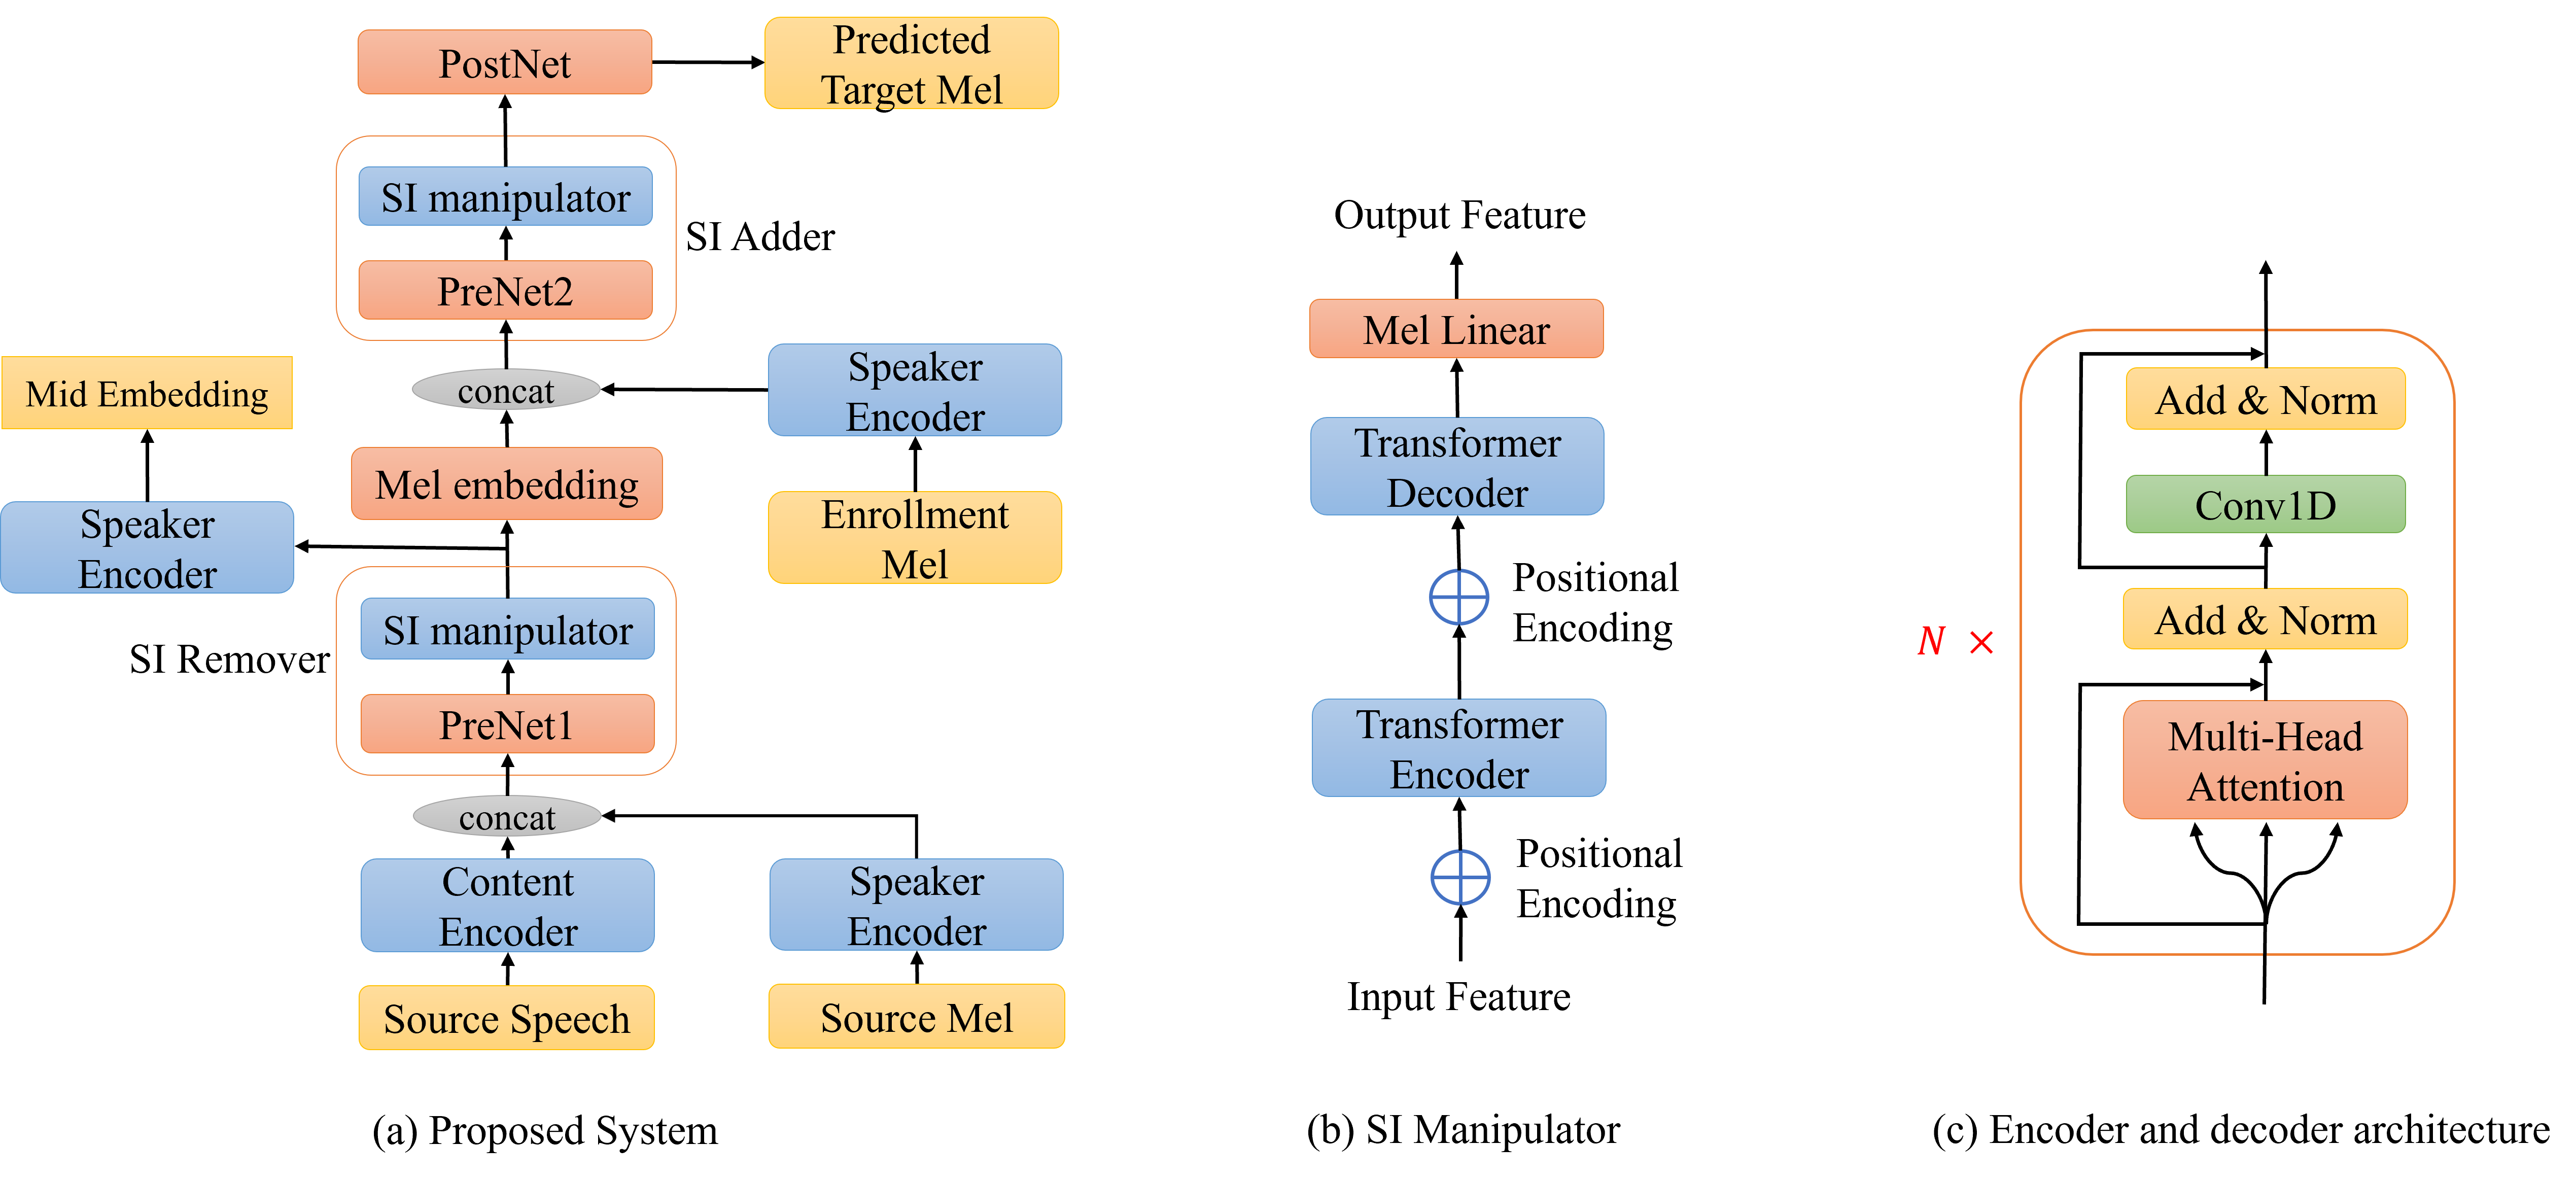 PostNet
Predicted
Target Mel
SI manipulator
SI Adder
PreNet2
Mid Embedding
concat
Speaker
Encoder
Mel embedding
Enrollment
Mel
Speaker
Encoder
SI manipulator
SI Remover
PreNet1
concat
Content
Encoder
Speaker
Encoder
Source Speech
Source Mel
(a) Proposed System
Output Feature
Mel Linear
Transformer
Decoder
Positional
Encoding
Transformer
Encoder
Positional
Encoding
Input Feature
(b) SI Manipulator
Add & Norm
Conv1D
Add & Norm
N ×
Multi-Head
Attention
(c) Encoder and decoder architecture